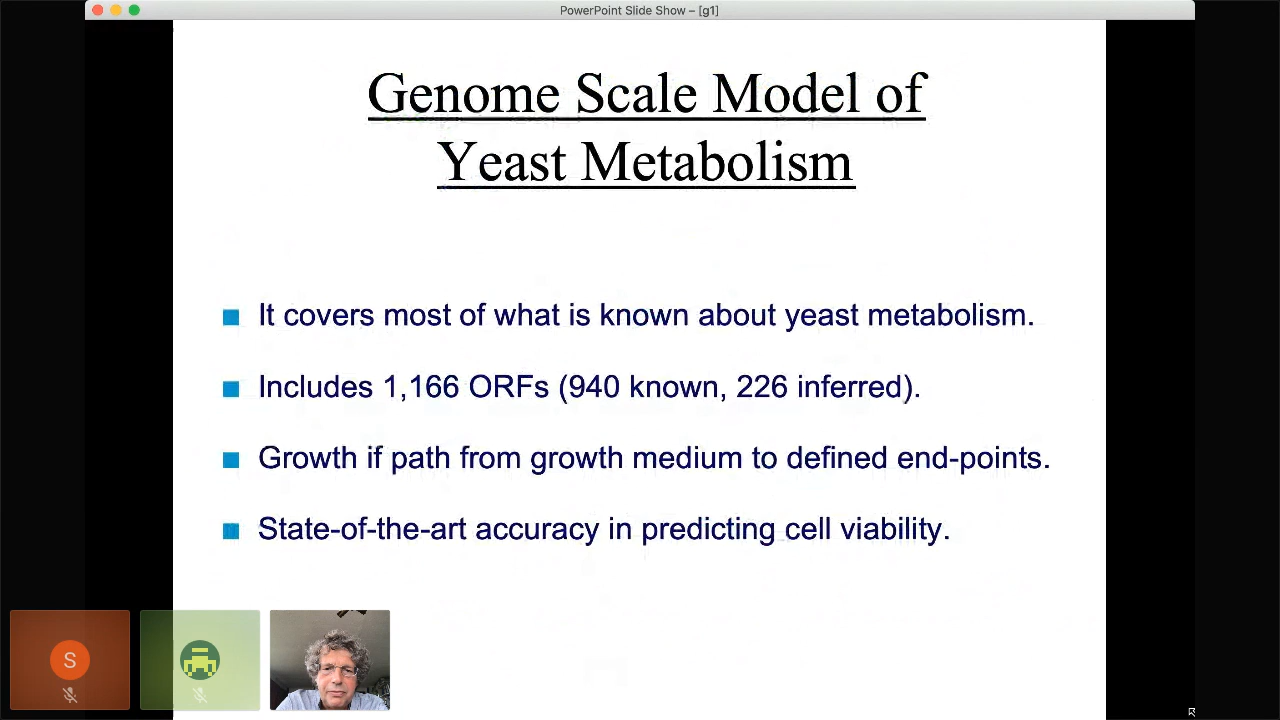 PowerPoint Slide Show – [g1]
Genome Scale Model of
Yeast Metabolism
It covers most of what is known about yeast metabolism.
Includes 1,166 ORFs (940 known, 226 inferred).
Growth if path from growth medium to defined end-points.
State-of-the-art accuracy in predicting cell viability.
S